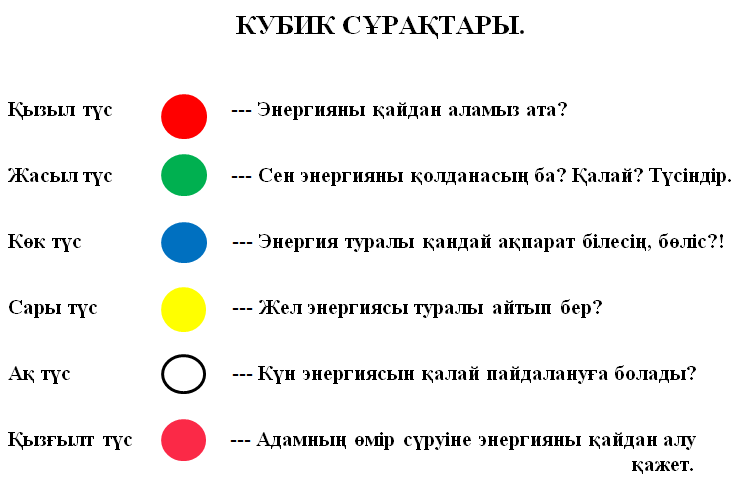 КУБИК СҰРАҚТАРЫ.
Қызыл түс --- Энергияны қайдан аламыз ата?
Жасыл түс --- Сен энергияны қолданасың ба? Қалай? Түсіндір.
Көк түс --- Энергия туралы қандай ақпарат білесің, бөліс?!
Сары түс --- Жел энергиясы туралы айтып бер?
Ақ түс --- Күн энергиясын қалай пайдалануға болады?
Қызғылт түс --- Адамның өмір сүруіне энергияны қайдан алу
қажет.